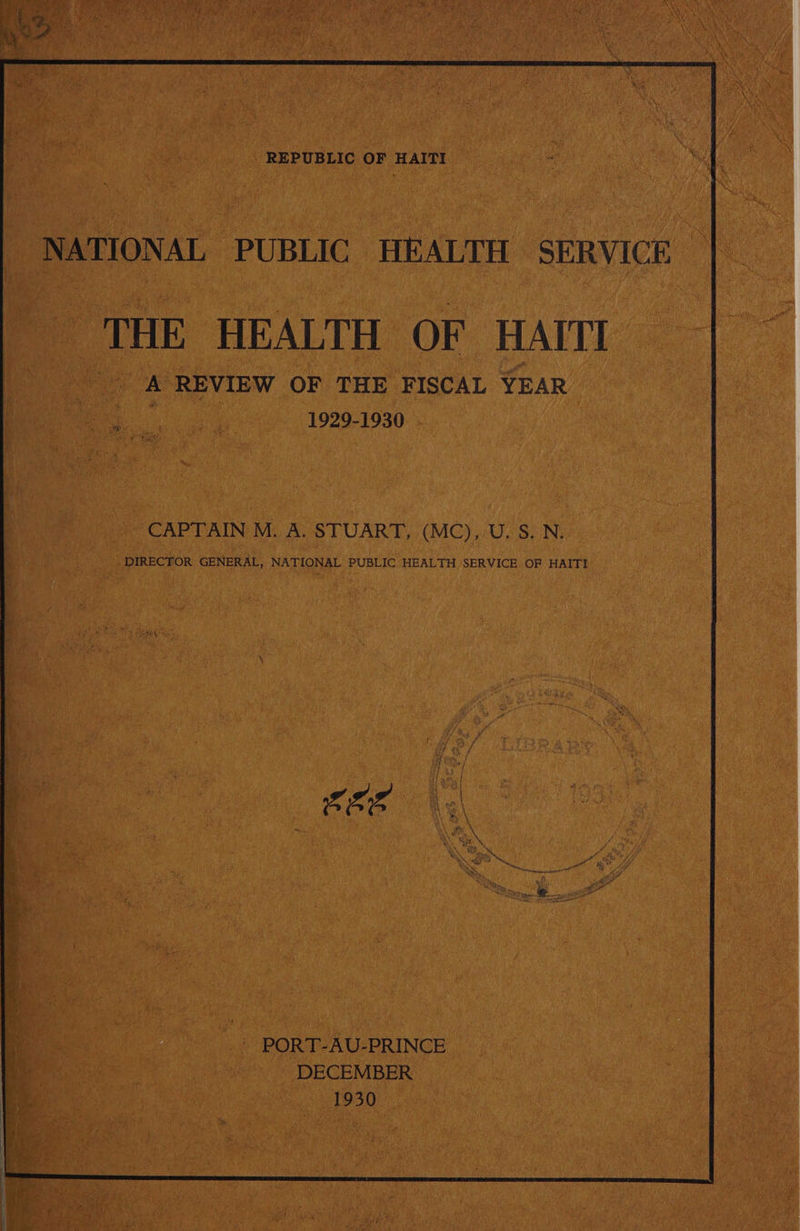 REPUBLIC OF HAITI
NATIONAL PUBLIC HEALTH SERVICE
THE HEALTH OF HAITI
A REVIEW OF THE FISCAL YEAR
1929-1930
CAPTAIN M. A. STUART, (MC), U. S. N.
DIRECTOR GENERAL, NATIONAL PUBLIC HEALTH SERVICE OF HAITI
LIBRARY
PORT-AU-PRINCE
DECEMBER
1930